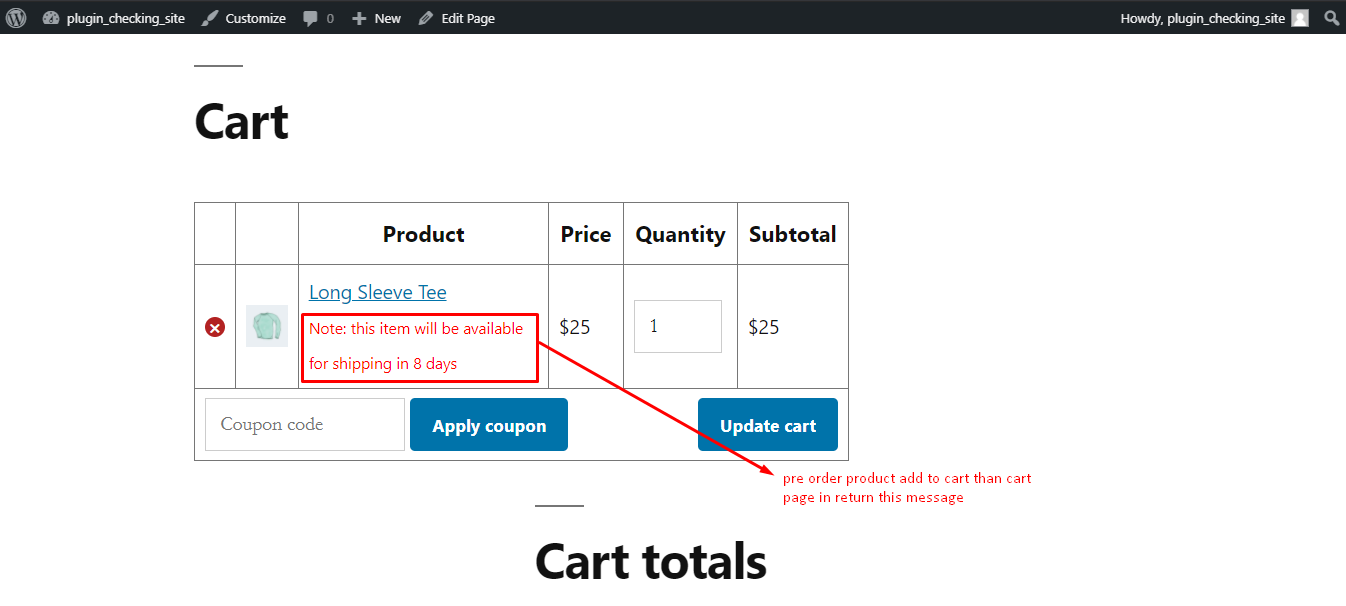 plugin_checking_site Customize 0 New Edit Page Howdy, plugin_checking_site
Cart
Product Price Quantity Subtotal
Long Sleeve Tee
Note: this item will be available
for shipping in 8 days
$25 1 $25
Coupon code Apply coupon Update cart
pre order product add to cart than cart
page in return this message
Cart totals